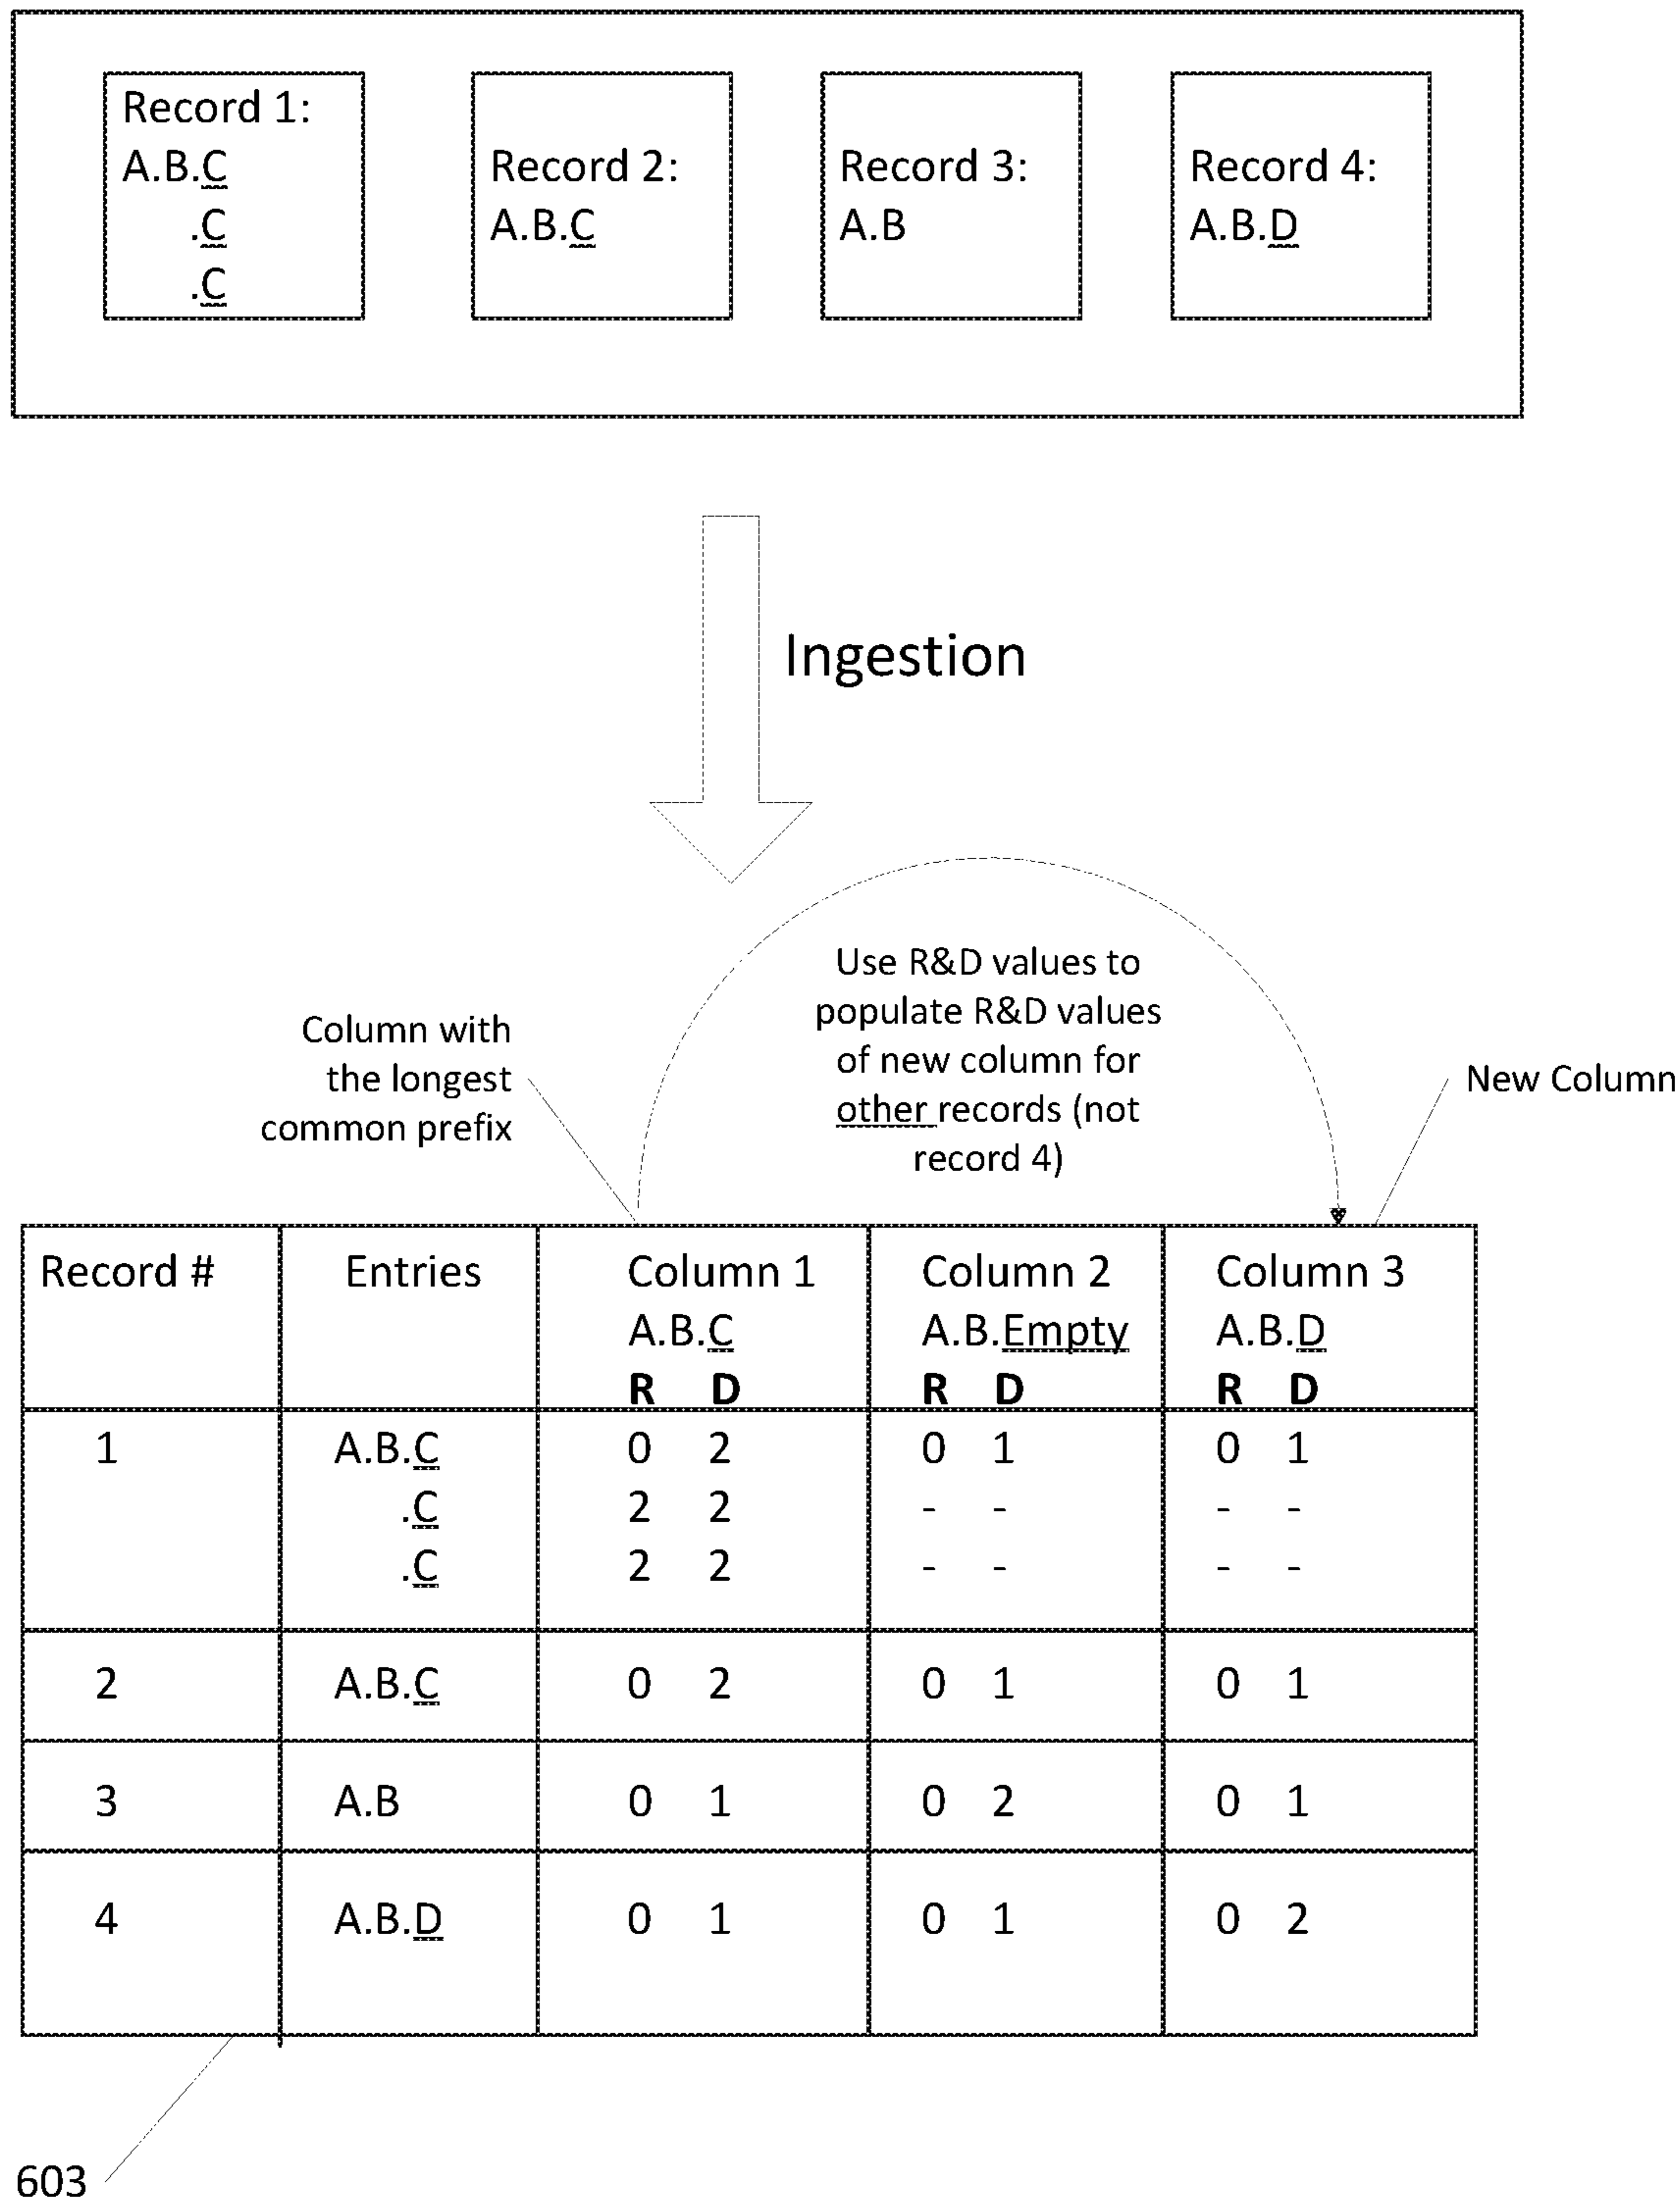 Record 1:
A.B.C
.C
.C
Record 2:
A.B.C
Record 3:
A.B
Record 4:
A.B.D
Ingestion
Column with
the longest
common prefix
Use R&D values to
populate R&D values
of new column for
other records (not
record 4)
New Column
Record # Entries Column 1 Column 2 Column 3
A.B.C A.B.Empty A.B.D
R D R D R D
1 A.B.C 0 2 0 1 0 1
.C 2 2 - - - -
.C 2 2 - - - -
2 A.B.C 0 2 0 1 0 1
3 A.B 0 1 0 2 0 1
4 A.B.D 0 1 0 1 0 2
603